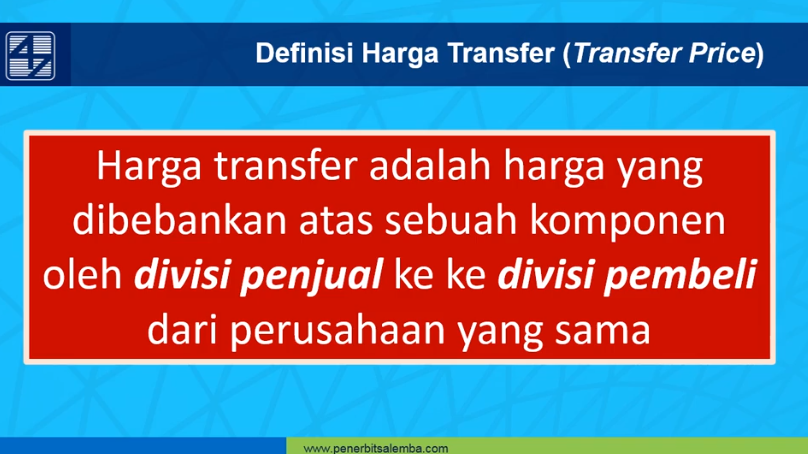 Definisi Harga Transfer (Transfer Price)
Harga transfer adalah harga yang
dibebankan atas sebuah komponen
oleh divisi penjual ke ke divisi pembeli
dari perusahaan yang sama
www.penerbitsalemba.com